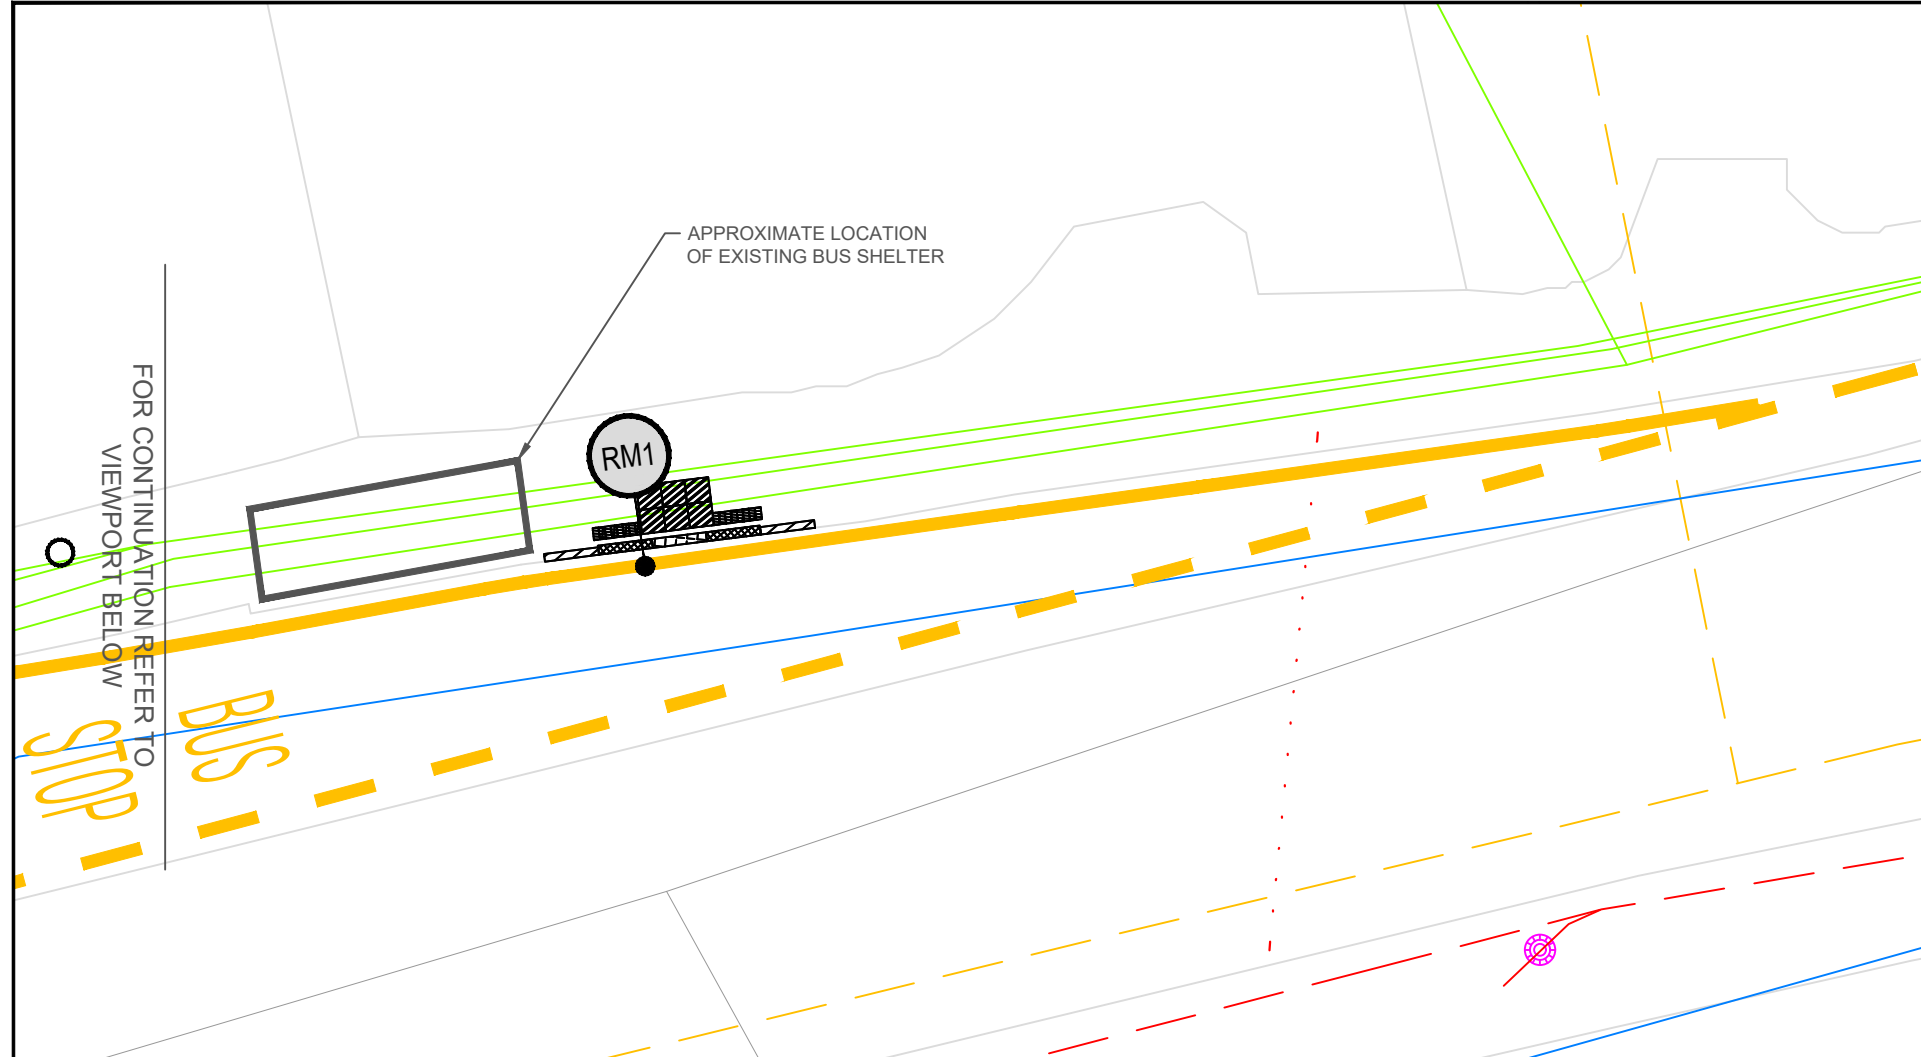 APPROXIMATE LOCATION
OF EXISTING BUS SHELTER
RM1
FOR CONTINUATION REFER TO
VIEWPORT BELOW
BUS
STOP